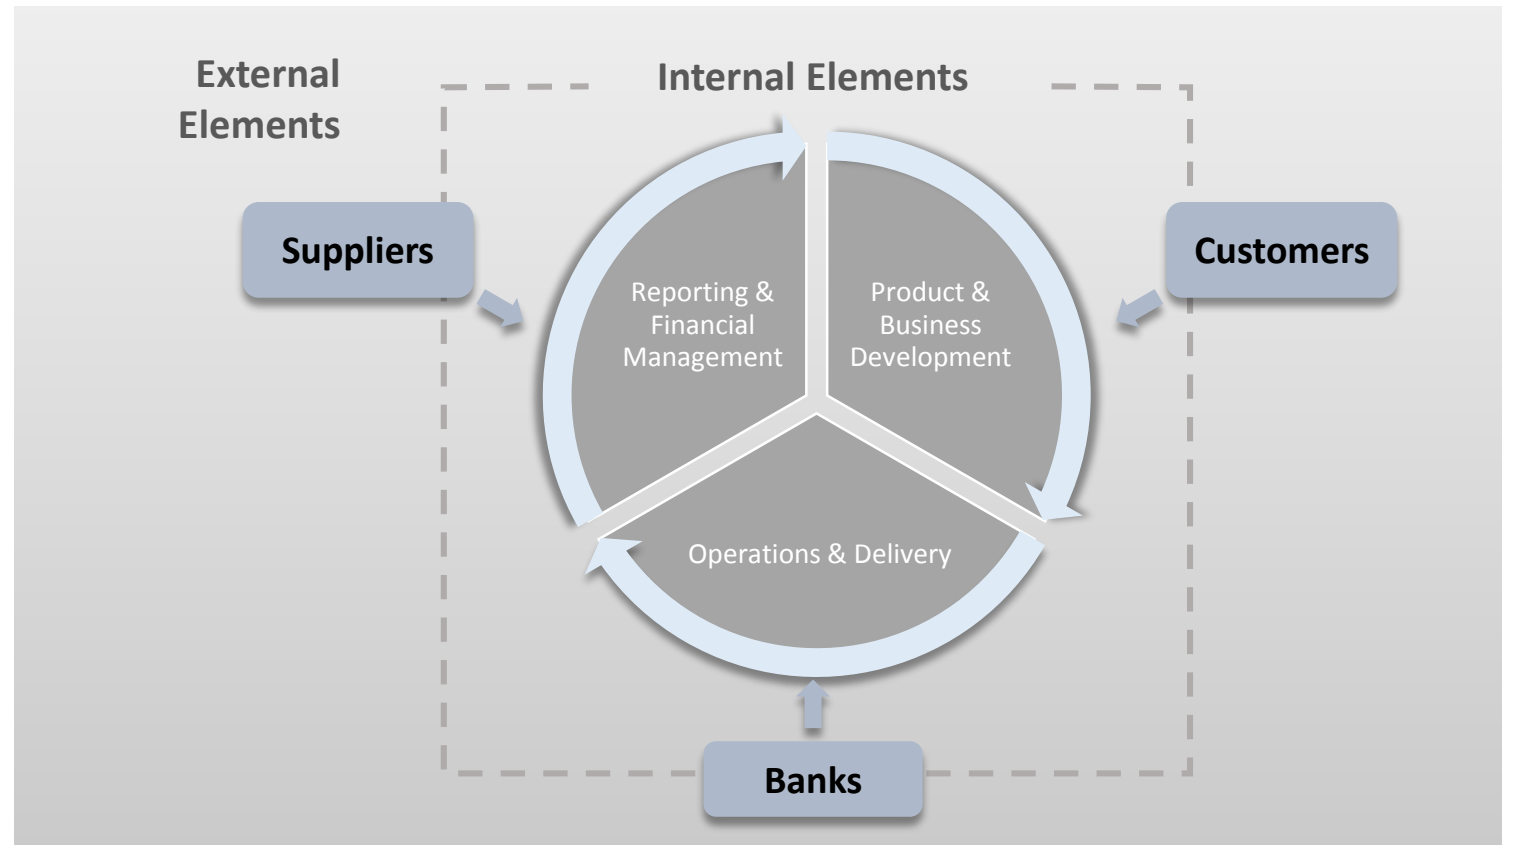 External
Elements
Internal Elements
Suppliers
Customers
Reporting &
Financial
Management
Product &
Business
Development
Operations & Delivery
Banks